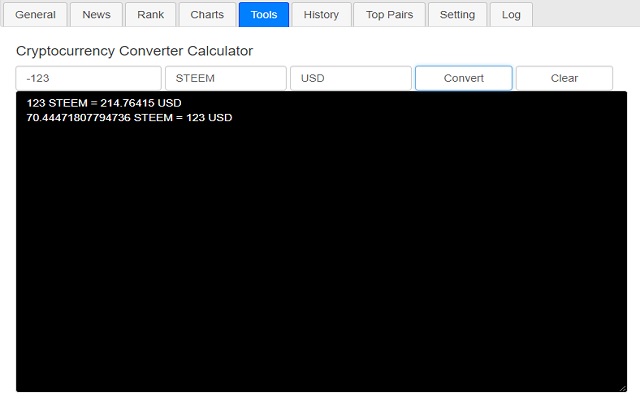 General News Rank Charts Tools History Top Pairs Setting Log
Cryptocurrency Converter Calculator
-123 STEEM USD Convert Clear
123 STEEM = 214.76415 USD
70.44471807794736 STEEM = 123 USD